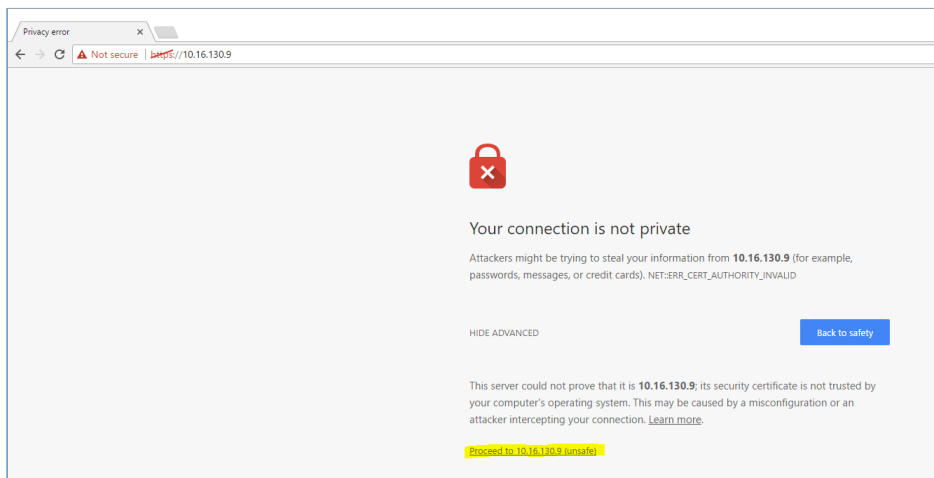 Privacy error
Not secure | https://10.16.130.9
Your connection is not private
Attackers might be trying to steal your information from 10.16.130.9 (for example,
passwords, messages, or credit cards). NET::ERR_CERT_AUTHORITY_INVALID
HIDE ADVANCED
Back to safety
This server could not prove that it is 10.16.130.9; its security certificate is not trusted by
your computer's operating system. This may be caused by a misconfiguration or an
attacker intercepting your connection. Learn more.
Proceed to 10.16.130.9 (unsafe)